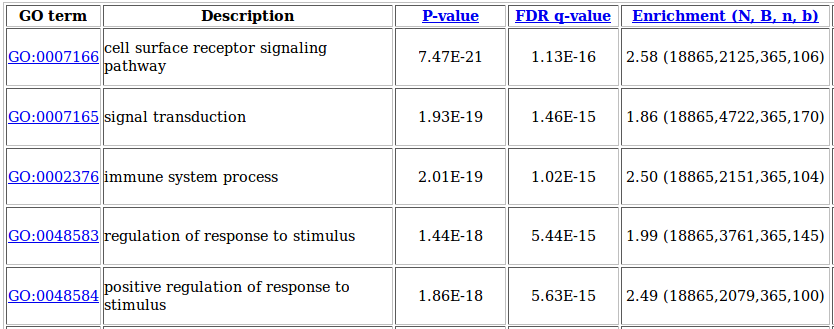 GO term Description P-value FDR q-value Enrichment (N, B, n, b)
GO:0007166 cell surface receptor signaling pathway 7.47E-21 1.13E-16 2.58 (18865,2125,365,106)
GO:0007165 signal transduction 1.93E-19 1.46E-15 1.86 (18865,4722,365,170)
GO:0002376 immune system process 2.01E-19 1.02E-15 2.50 (18865,2151,365,104)
GO:0048583 regulation of response to stimulus 1.44E-18 5.44E-15 1.99 (18865,3761,365,145)
GO:0048584 positive regulation of response to stimulus 1.86E-18 5.63E-15 2.49 (18865,2079,365,100)